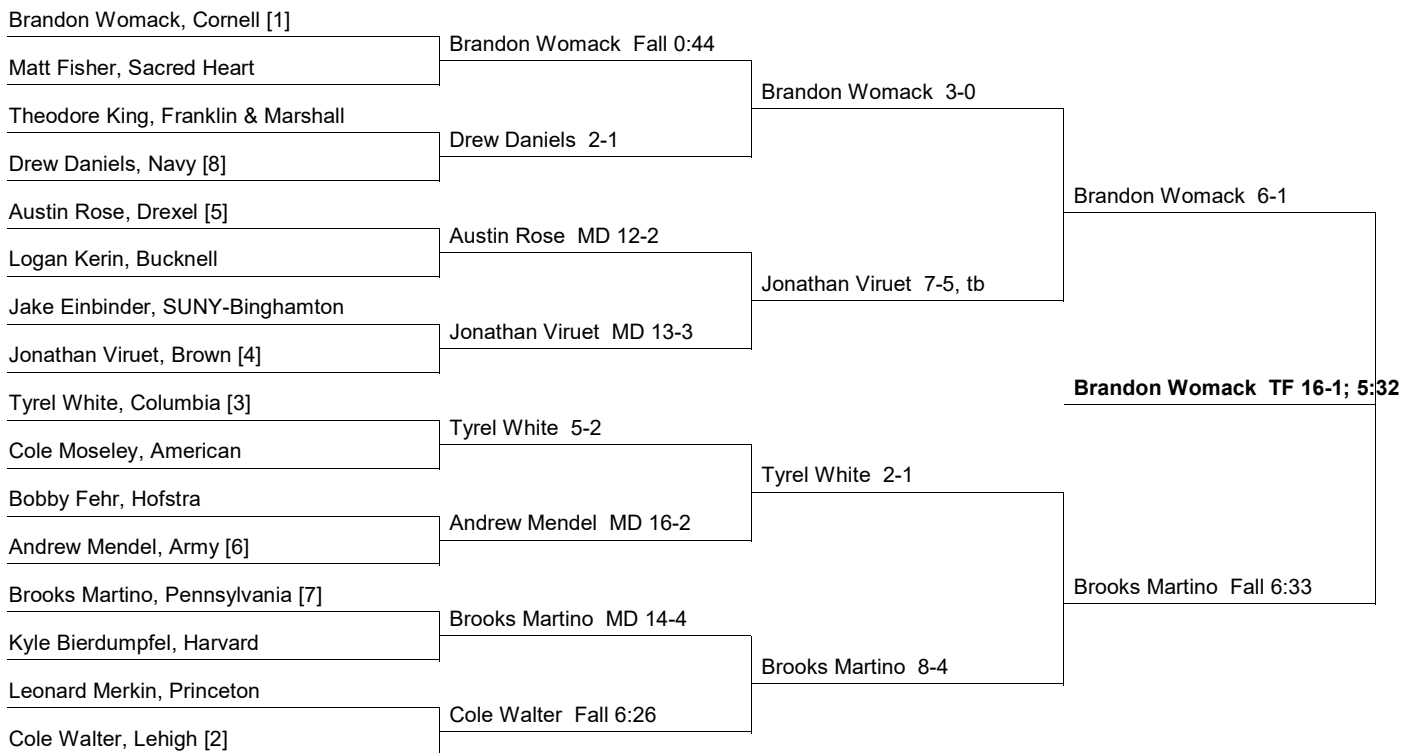 Brandon Womack, Cornell [1]
Matt Fisher, Sacred Heart
Theodore King, Franklin & Marshall
Drew Daniels, Navy [8]
Austin Rose, Drexel [5]
Logan Kerin, Bucknell
Jake Einbinder, SUNY-Binghamton
Jonathan Viruet, Brown [4]
Tyrel White, Columbia [3]
Cole Moseley, American
Bobby Fehr, Hofstra
Andrew Mendel, Army [6]
Brooks Martino, Pennsylvania [7]
Kyle Bierdumpfel, Harvard
Leonard Merkin, Princeton
Cole Walter, Lehigh [2]
Brandon Womack Fall 0:44
Drew Daniels 2-1
Austin Rose MD 12-2
Jonathan Viruet MD 13-3
Tyrel White 5-2
Andrew Mendel MD 16-2
Brooks Martino MD 14-4
Cole Walter Fall 6:26
Brandon Womack 3-0
Jonathan Viruet 7-5, tb
Tyrel White 2-1
Brooks Martino 8-4
Brandon Womack 6-1
Brooks Martino Fall 6:33
Brandon Womack TF 16-1; 5:32